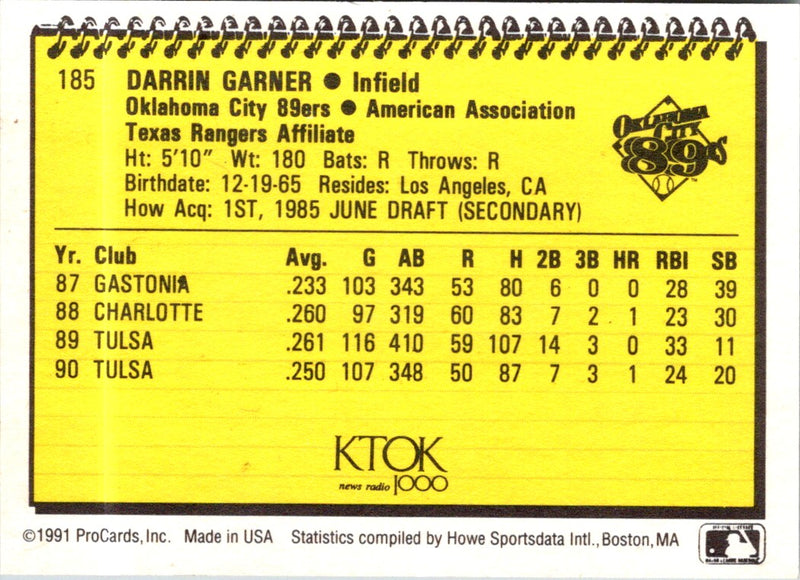 185 DARRIN GARNER ● Infield
Oklahoma City 89ers ● American Association
Texas Rangers Affiliate
Ht: 5'10" Wt: 180 Bats: R Throws: R
Birthdate: 12-19-65 Resides: Los Angeles, CA
How Acq: 1ST, 1985 JUNE DRAFT (SECONDARY)
OKLAHOMA
CITY
89ERS
Yr. Club Avg. G AB R H 2B 3B HR RBI SB
87 GASTONIA .233 103 343 53 80 6 0 0 28 39
88 CHARLOTTE .260 97 319 60 83 7 2 1 23 30
89 TULSA .261 116 410 59 107 14 3 0 33 11
90 TULSA .250 107 348 50 87 7 3 1 24 20
KTOK
news radio 1000
©1991 ProCards, Inc. Made in USA Statistics compiled by Howe Sportsdata Intl., Boston, MA